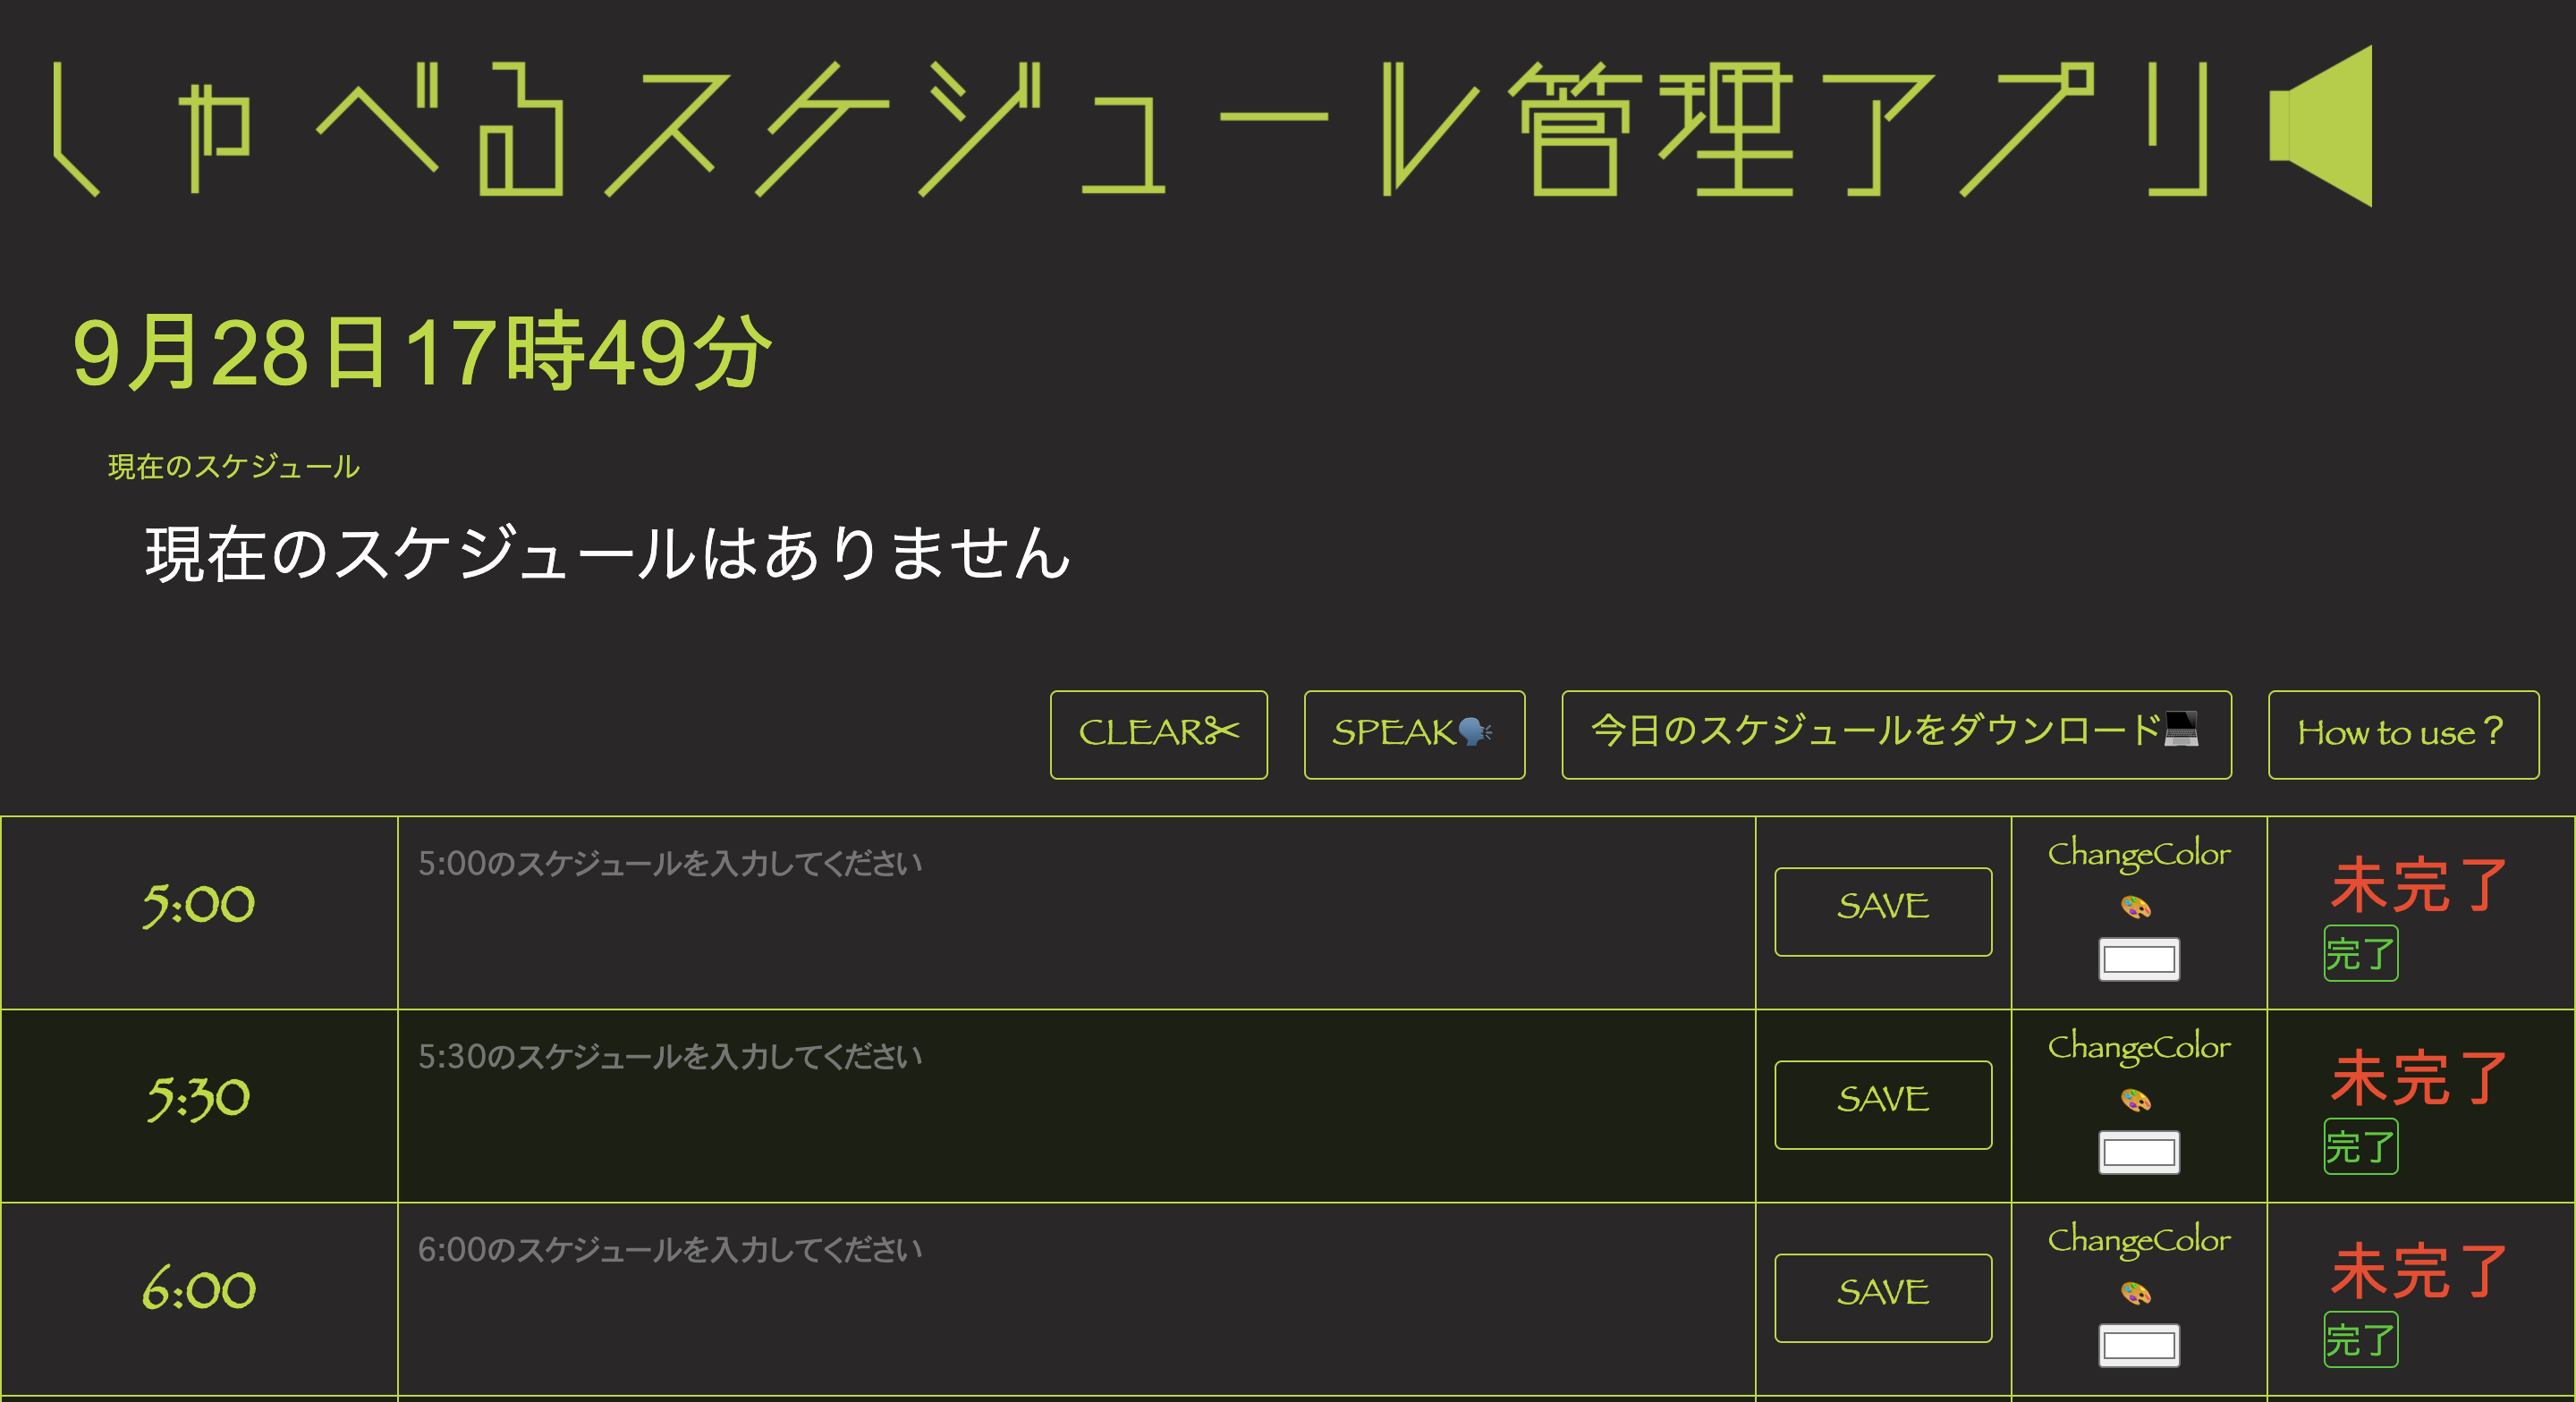 しゃべるスケジュール管理アプリ
9月28日17時49分
現在のスケジュール
現在のスケジュールはありません
CLEAR✂ SPEAK🗣 今日のスケジュールをダウンロード💻 How to use？
5:00 5:00のスケジュールを入力してください SAVE ChangeColor🎨 未完了 完了
5:30 5:30のスケジュールを入力してください SAVE ChangeColor🎨 未完了 完了
6:00 6:00のスケジュールを入力してください SAVE ChangeColor🎨 未完了 完了